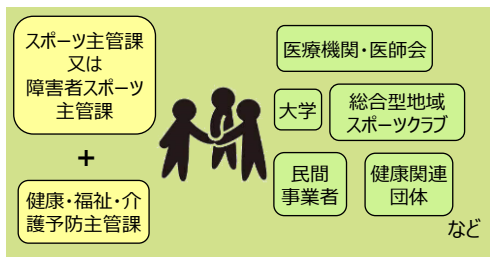 スポーツ主管課
又は
障害者スポーツ
主管課
+
健康・福祉・介
護予防主管課
医療機関・医師会
大学
総合型地域
スポーツクラブ
民間
事業者
健康関連
団体
など